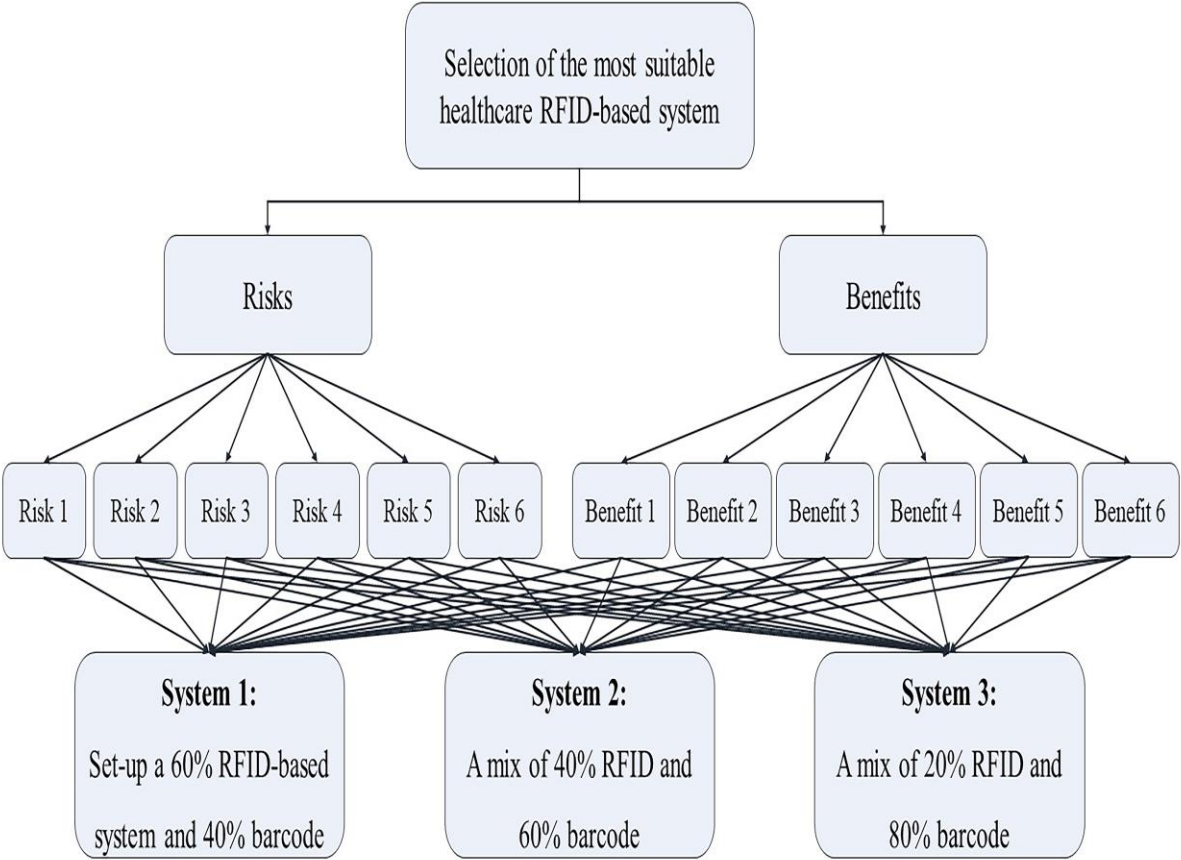 Selection of the most suitable
healthcare RFID-based system
Risks
Benefits
Risk 1
Risk 2
Risk 3
Risk 4
Risk 5
Risk 6
Benefit 1
Benefit 2
Benefit 3
Benefit 4
Benefit 5
Benefit 6
System 1:
Set-up a 60% RFID-based
system and 40% barcode
System 2:
A mix of 40% RFID and
60% barcode
System 3:
A mix of 20% RFID and
80% barcode